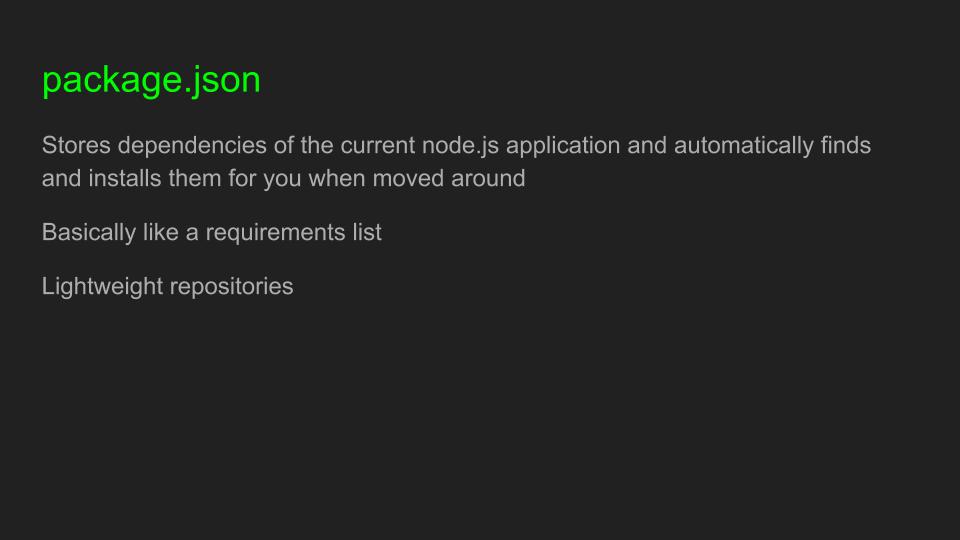 package.json
Stores dependencies of the current node.js application and automatically finds
and installs them for you when moved around
Basically like a requirements list
Lightweight repositories